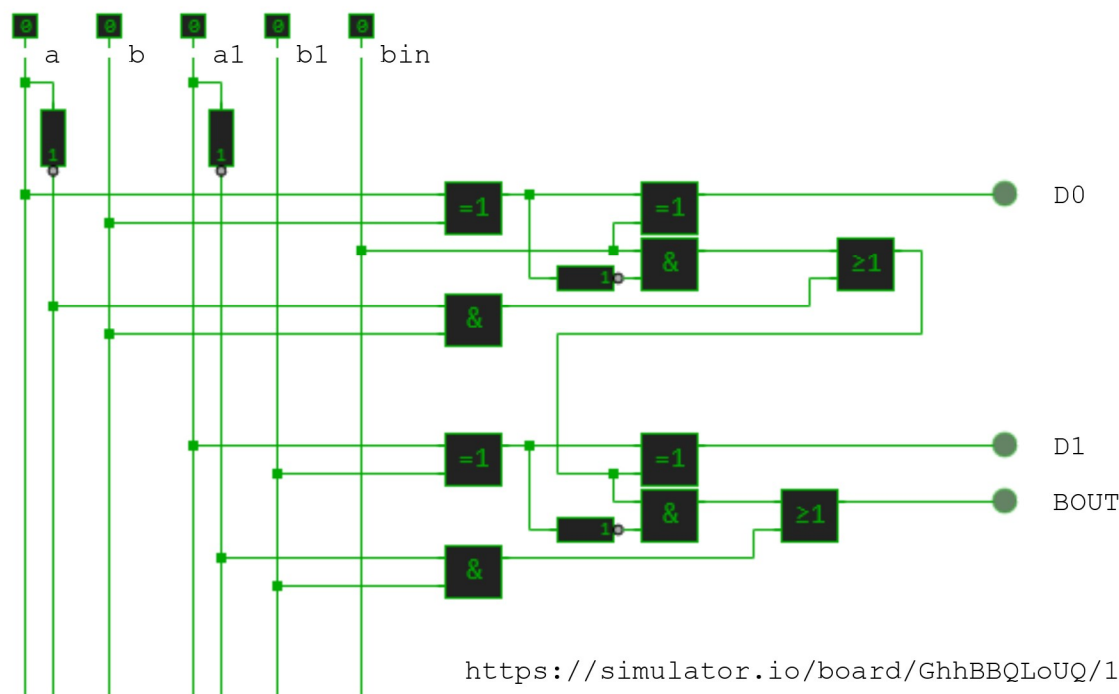 0 0 0 0 0
a b a1 b1 bin
1 1
=1 =1 D0
& ≥1
1
&
=1 =1 D1
& ≥1 BOUT
1
&
https://simulator.io/board/GhhBBQLoUQ/1